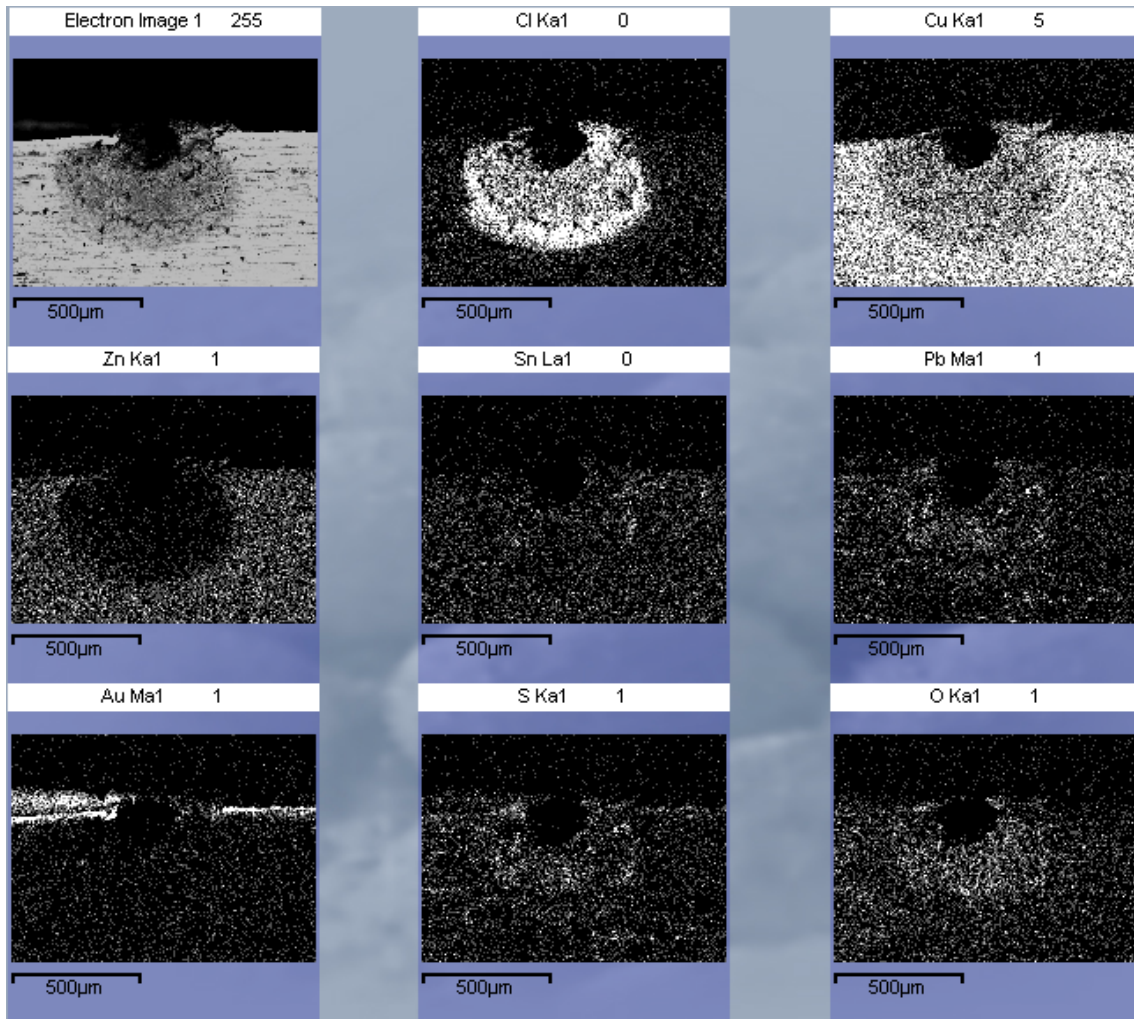 Electron Image 1 255
Cl Ka1 0
Cu Ka1 5
500µm
500µm
500µm
Zn Ka1 1
Sn La1 0
Pb Ma1 1
500µm
500µm
500µm
Au Ma1 1
S Ka1 1
O Ka1 1
500µm
500µm
500µm